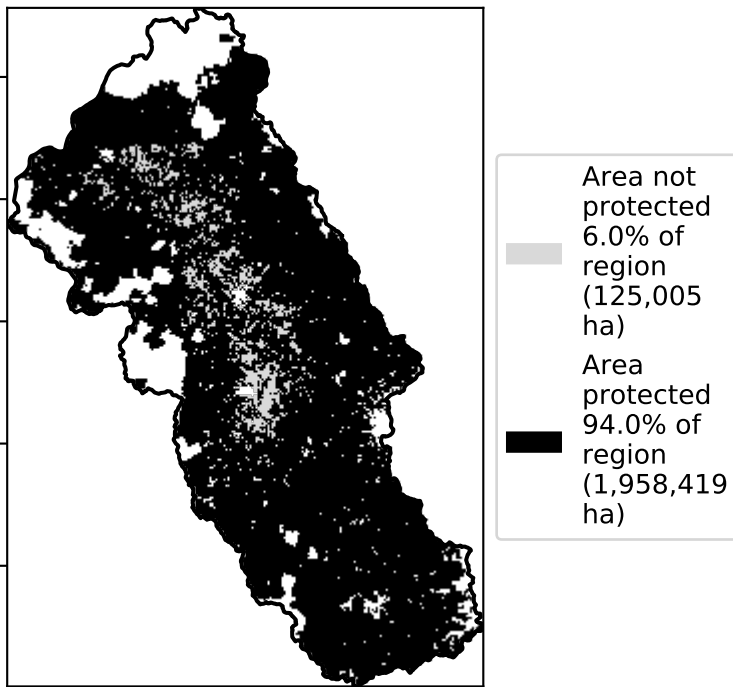 Area not
protected
6.0% of
region
(125,005
ha)
Area
protected
94.0% of
region
(1,958,419
ha)